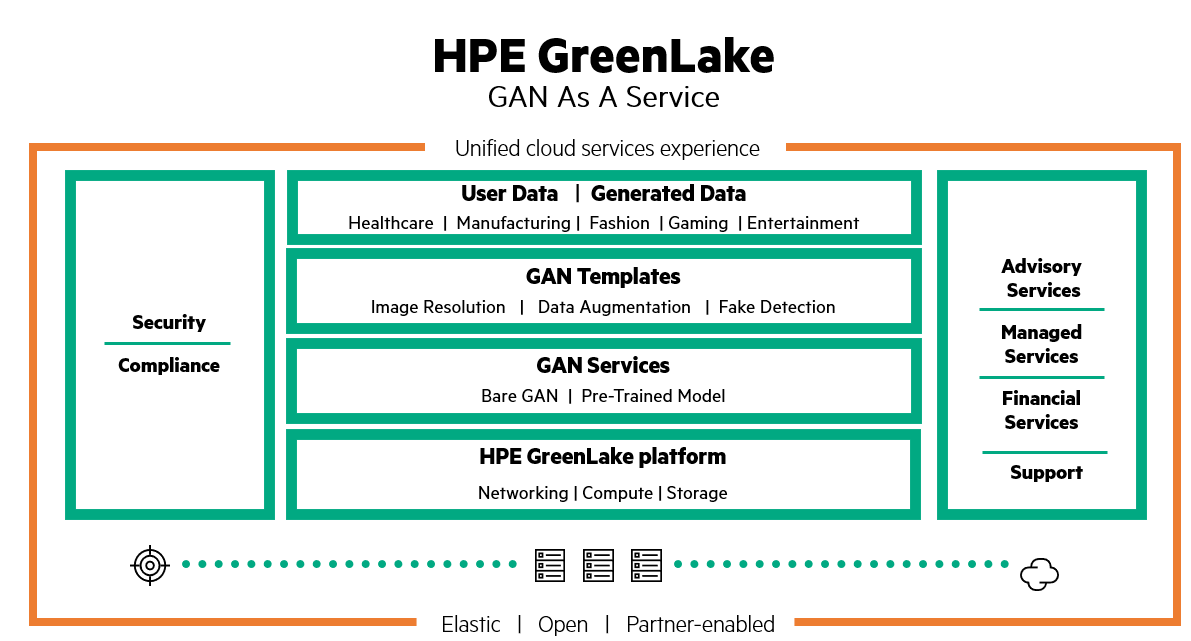 HPE GreenLake
GAN As A Service
Unified cloud services experience
Security
Compliance
User Data | Generated Data
Healthcare | Manufacturing | Fashion | Gaming | Entertainment
GAN Templates
Image Resolution | Data Augmentation | Fake Detection
GAN Services
Bare GAN | Pre-Trained Model
HPE GreenLake platform
Networking | Compute | Storage
Advisory
Services
Managed
Services
Financial
Services
Support
Elastic | Open | Partner-enabled